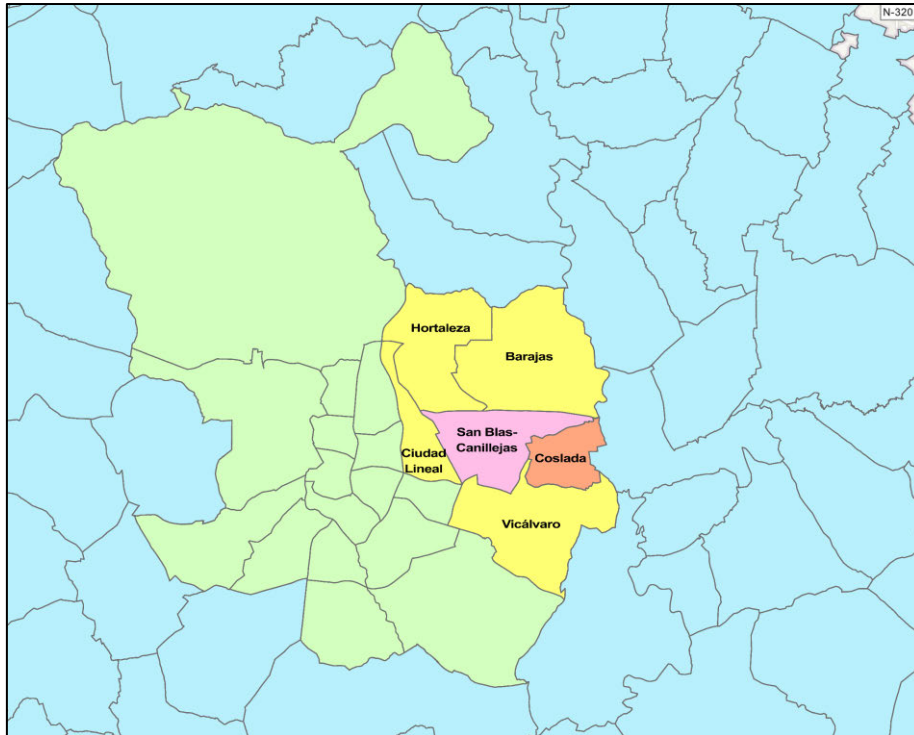 N-320
Hortaleza
Barajas
San Blas-
Canillejas
Ciudad
Lineal
Coslada
Vicálvaro